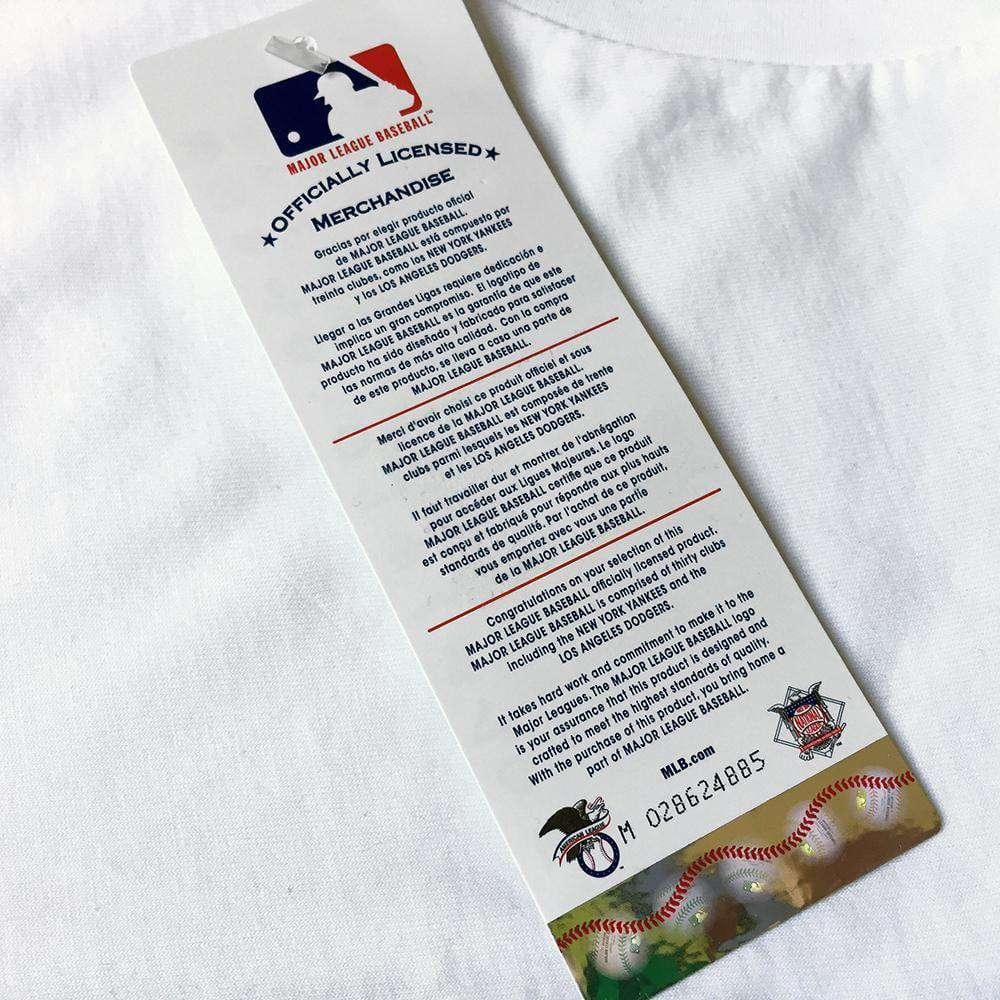 MAJOR LEAGUE BASEBALL™
★OFFICIALLY LICENSED★
MERCHANDISE
Gracias por elegir producto oficial
de MAJOR LEAGUE BASEBALL.
MAJOR LEAGUE BASEBALL está compuesto por
treinta clubes, como los NEW YORK YANKEES
y los LOS ANGELES DODGERS.
Llegar a las Grandes Ligas requiere dedicación e
implica un gran compromiso. El logotipo de
MAJOR LEAGUE BASEBALL es la garantía de que este
producto ha sido diseñado y fabricado para satisfacer
las normas de más alta calidad. Con la compra
de este producto, se lleva a casa una parte de
MAJOR LEAGUE BASEBALL.
Merci d'avoir choisi ce produit officiel et sous
licence de la MAJOR LEAGUE BASEBALL.
MAJOR LEAGUE BASEBALL est composée de trente
clubs parmi lesquels les NEW YORK YANKEES
et les LOS ANGELES DODGERS.
Il faut travailler dur et montrer de l'abnégation
pour accéder aux Ligues Majeures. Le logo
MAJOR LEAGUE BASEBALL certifie que ce produit
est conçu et fabriqué pour répondre aux plus hauts
standards de qualité. Par l'achat de ce produit,
vous emportez avec vous une partie
de la MAJOR LEAGUE BASEBALL.
Congratulations on your selection of this
MAJOR LEAGUE BASEBALL officially licensed product.
MAJOR LEAGUE BASEBALL is comprised of thirty clubs
including the NEW YORK YANKEES and the
LOS ANGELES DODGERS.
It takes hard work and commitment to make it to the
Major Leagues. The MAJOR LEAGUE BASEBALL logo
is your assurance that this product is designed and
crafted to meet the highest standards of quality.
With the purchase of this product, you bring home a
part of MAJOR LEAGUE BASEBALL.
MLB.com
NATIONAL
AMERICAN LEAGUE
M 028624885